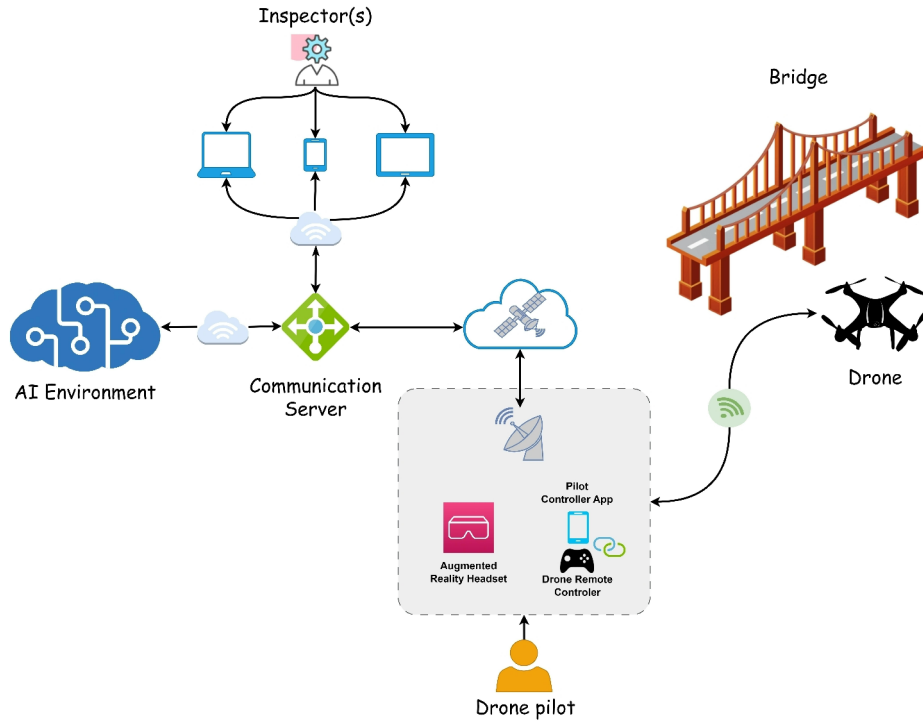 Inspector(s)
Bridge
AI Environment
Communication
Server
Drone
Pilot
Controller App
Augmented
Reality Headset
Drone Remote
Controler
Drone pilot